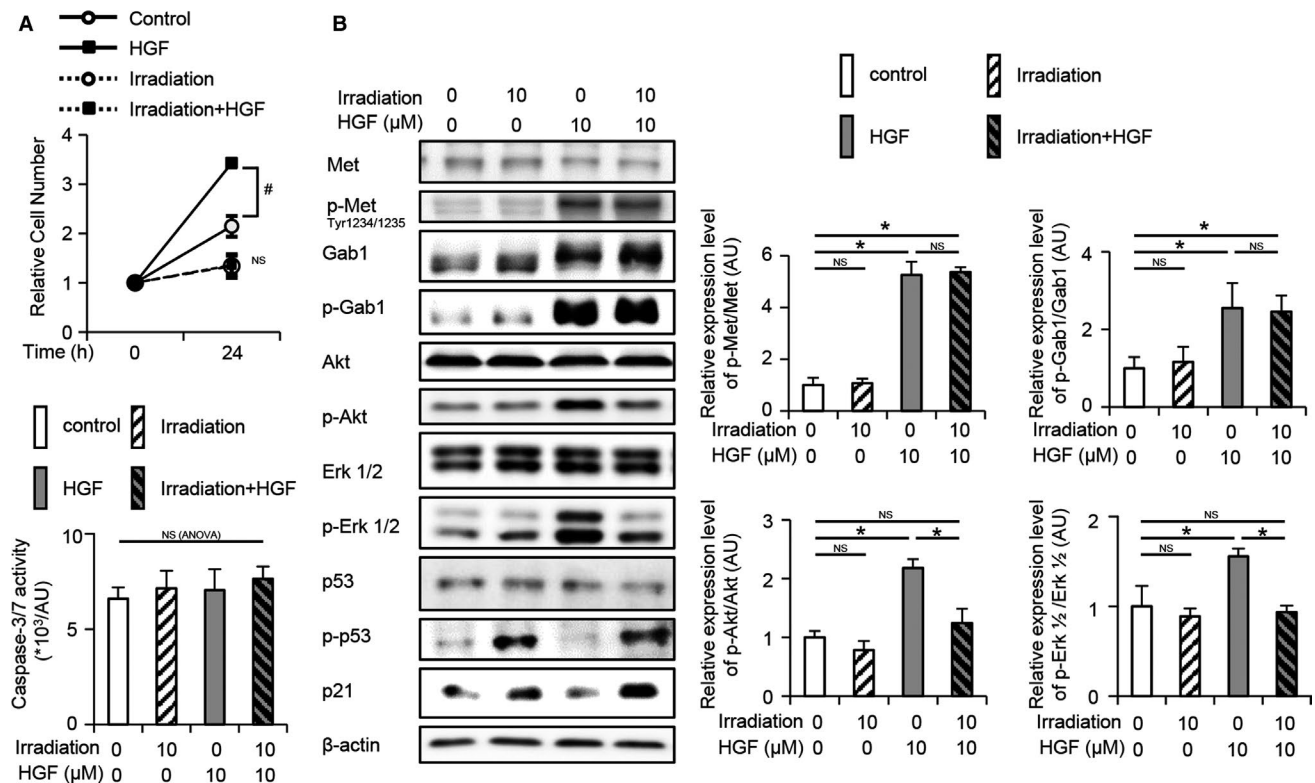 A
Control
HGF
Irradiation
Irradiation+HGF
Relative Cell Number
4
3
2
1
0
#
NS
Time (h)
0
24
control
Irradiation
HGF
Irradiation+HGF
Caspase-3/7 activity
(*10³/AU)
10
5
0
NS (ANOVA)
Irradiation 0 10 0 10
HGF (µM) 0 0 10 10
B
Irradiation 0 10 0 10
HGF (µM) 0 0 10 10
Met
p-Met
Tyr1234/1235
Gab1
p-Gab1
Akt
p-Akt
Erk 1/2
p-Erk 1/2
p53
p-p53
p21
β-actin
control
Irradiation
HGF
Irradiation+HGF
Relative expression level
of p-Met/Met (AU)
6
4
2
0
*
*
NS
NS
Irradiation 0 10 0 10
HGF (µM) 0 0 10 10
Relative expression level
of p-Gab1/Gab1 (AU)
4
2
0
*
*
NS
NS
Irradiation 0 10 0 10
HGF (µM) 0 0 10 10
Relative expression level
of p-Akt/Akt (AU)
3
2
1
0
NS
*
*
NS
Irradiation 0 10 0 10
HGF (µM) 0 0 10 10
Relative expression level
of p-Erk ½ /Erk ½ (AU)
2
1
0
NS
*
*
NS
Irradiation 0 10 0 10
HGF (µM) 0 0 10 10